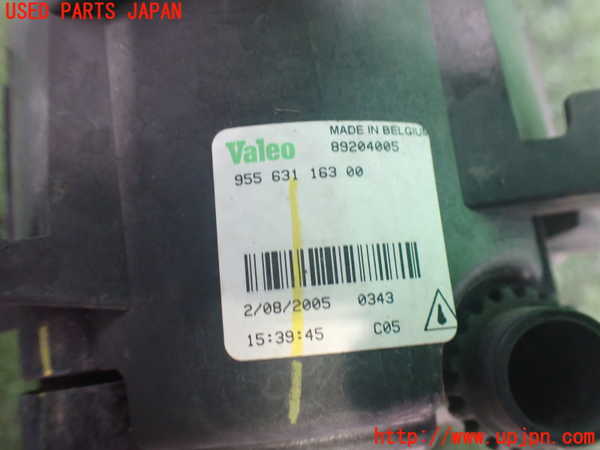 USED PARTS JAPAN
MADE IN BELGIUM
Valeo
89204005
955 631 163 00
2/08/2005 0343
15:39:45 C05
http://www.upjpn.com/